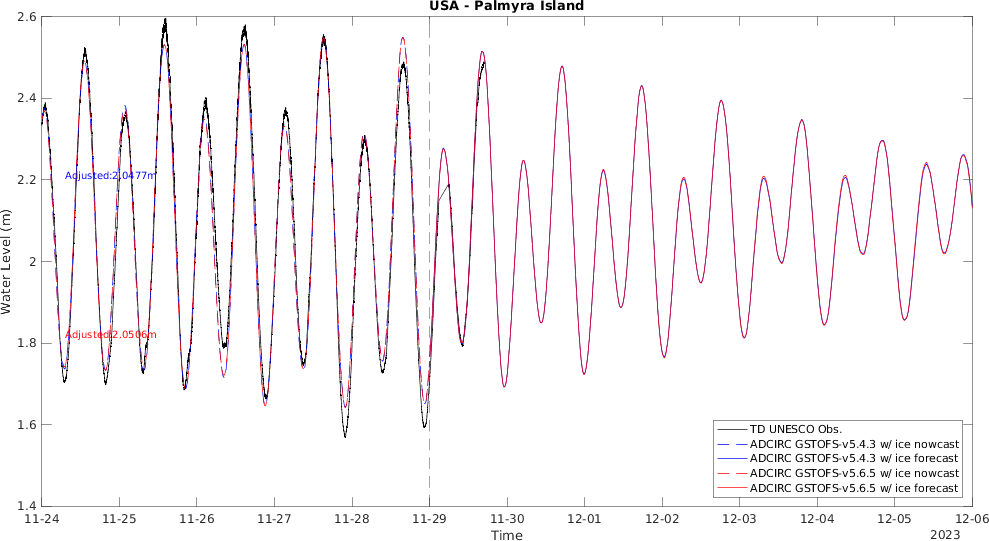 USA - Palmyra Island
2.6
2.4
2.2
2
1.8
1.6
1.4
Water Level (m)
Adjusted:2.0477m
Adjusted:2.0506m
TD UNESCO Obs.
ADCIRC GSTOFS-v5.4.3 w/ ice nowcast
ADCIRC GSTOFS-v5.4.3 w/ ice forecast
ADCIRC GSTOFS-v5.6.5 w/ ice nowcast
ADCIRC GSTOFS-v5.6.5 w/ ice forecast
11-24 11-25 11-26 11-27 11-28 11-29 11-30 12-01 12-02 12-03 12-04 12-05 12-06
Time
2023